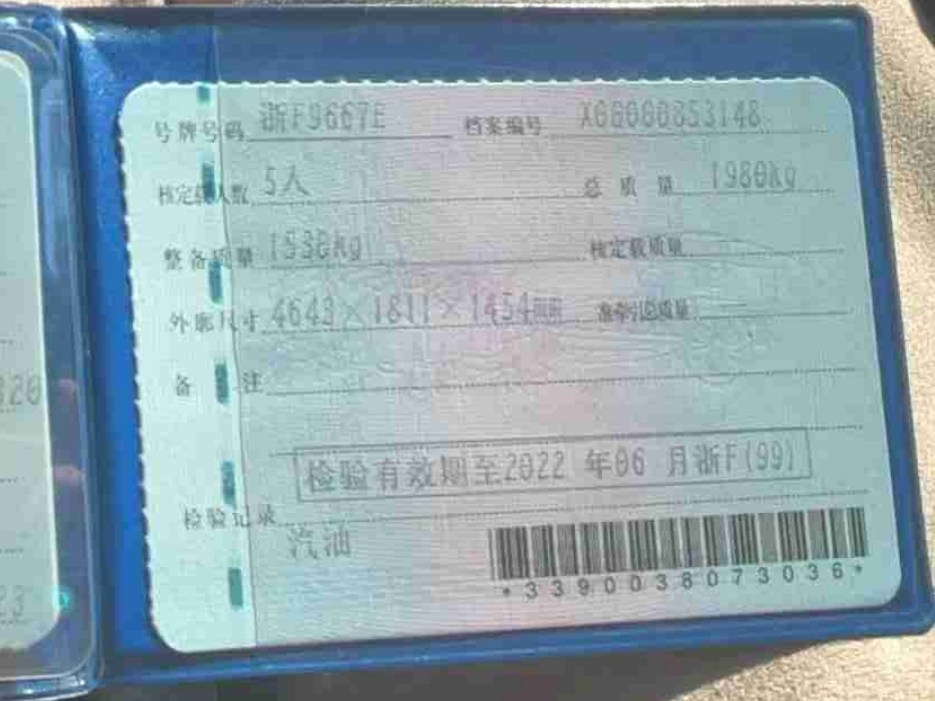 号牌号码 浙F9667E 档案编号
核定载人数 5人 总质量 1980kg
整备质量 1530kg 核定载质量
外廓尺寸 4643×1811×1454mm 准牵引总质量
备注
检验有效期至2022年06月浙F(99)
检验记录
汽油
*3390038073036*
320
23